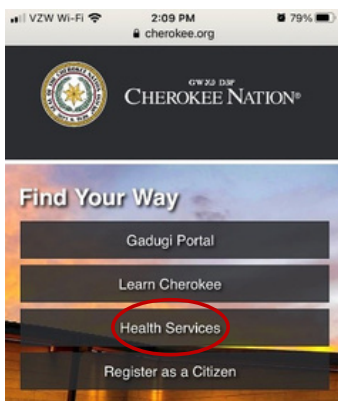 VZW Wi-Fi 2:09 PM 79%
cherokee.org
CHEROKEE NATION®
Find Your Way
Gadugi Portal
Learn Cherokee
Health Services
Register as a Citizen